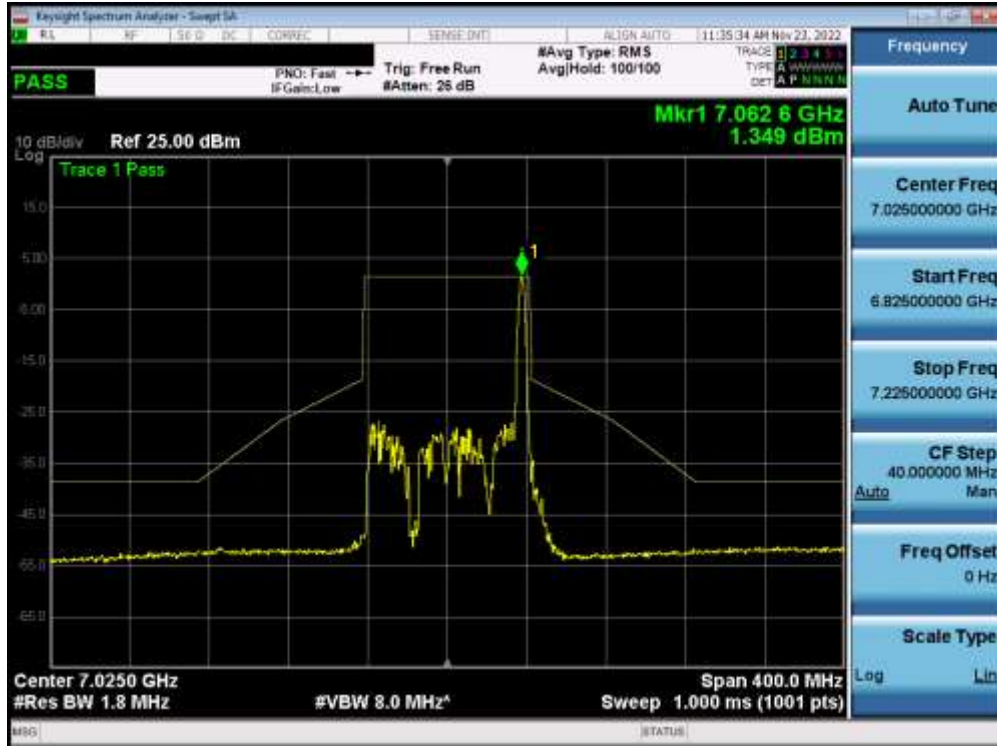 Keysight Spectrum Analyzer - Swept SA
RL RF 50 Ω DC CORREC SENSE:INT ALIGN AUTO 11:35:34 AM Nov 23, 2022
PASS
PNO: Fast
IFGain:Low
Trig: Free Run
#Atten: 26 dB
#Avg Type: RMS
Avg|Hold: 100/100
TRACE 1 2 3 4 5
TYPE A
DET A P N N N N
Mkr1 7.062 6 GHz
1.349 dBm
10 dB/div Ref 25.00 dBm
Log
Trace 1 Pass
15.0
5.00
1
-5.00
-15.0
-25.0
-35.0
-45.0
-55.0
-65.0
Center 7.0250 GHz
Span 400.0 MHz
#Res BW 1.8 MHz
#VBW 8.0 MHz*
Sweep 1.000 ms (1001 pts)
MSG
STATUS
Frequency
Auto Tune
Center Freq
7.025000000 GHz
Start Freq
6.825000000 GHz
Stop Freq
7.225000000 GHz
CF Step
40.000000 MHz
Auto Man
Freq Offset
0 Hz
Scale Type
Log Lin